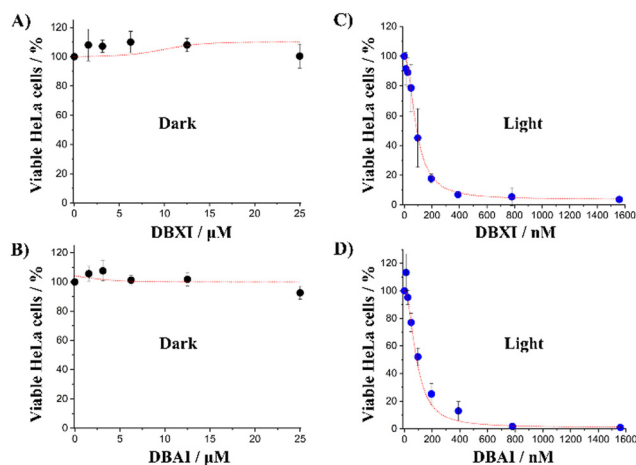 A)
Viable HeLa cells / %
120
100
80
60
40
20
0
Dark
0 5 10 15 20 25
DBXI / μM
B)
Viable HeLa cells / %
120
100
80
60
40
20
0
Dark
0 5 10 15 20 25
DBAI / μM
C)
Viable HeLa cells / %
120
100
80
60
40
20
0
Light
0 200 400 600 800 1000 1200 1400 1600
DBXI / nM
D)
Viable HeLa cells / %
120
100
80
60
40
20
0
Light
0 200 400 600 800 1000 1200 1400 1600
DBAI / nM